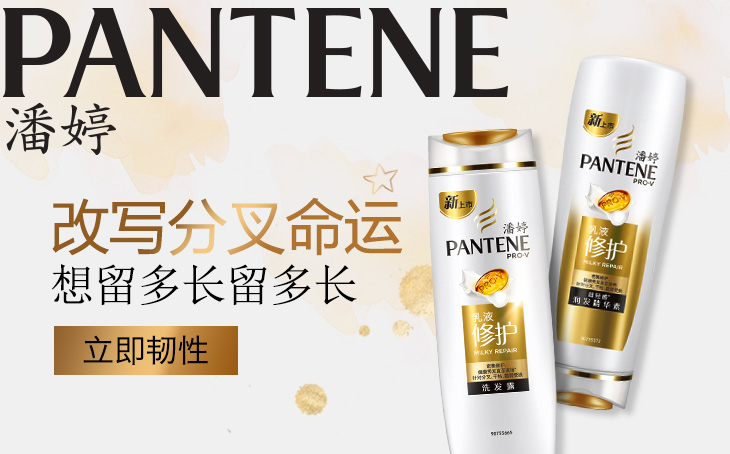 PANTENE
潘婷
改写分叉命运
想留多长留多长
立即韧性
新上市
潘婷
PANTENE
PRO-V
乳液
修护
MILKY REPAIR
洗发露
新上市
潘婷
PANTENE
PRO-V
PRO-V
乳液
修护
MILKY REPAIR
润发精华素